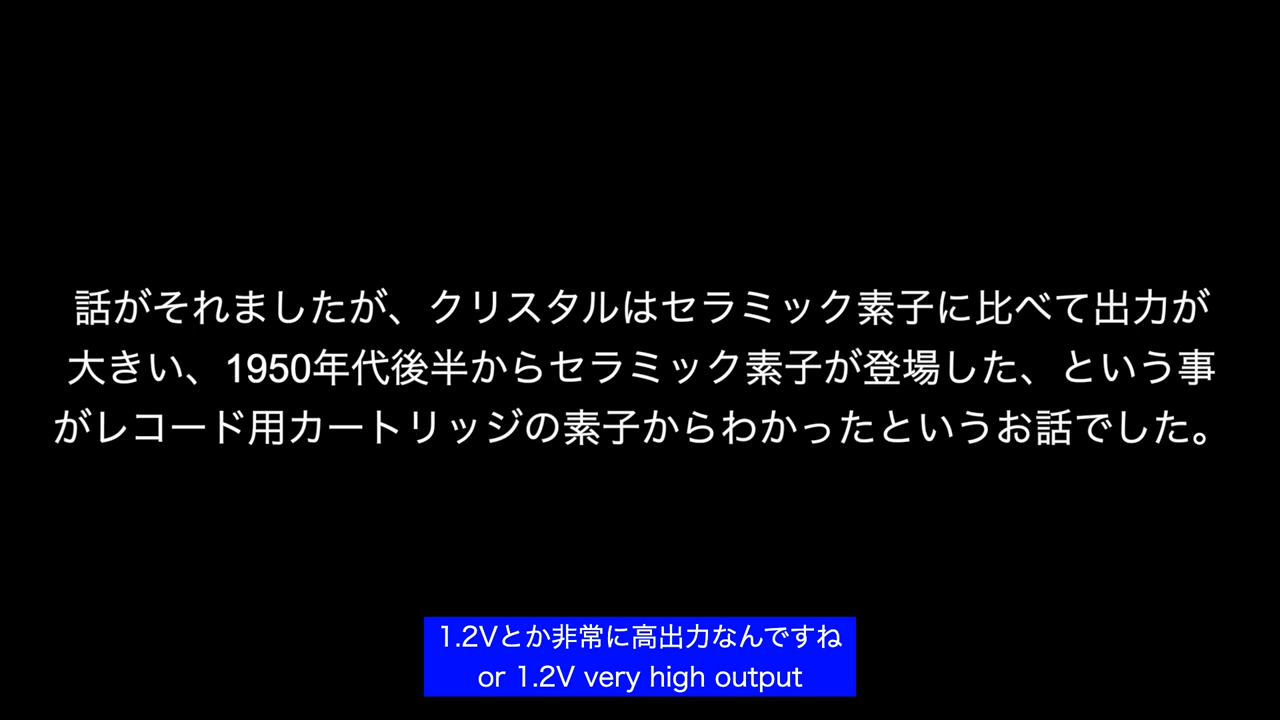 話がそれましたが、クリスタルはセラミック素子に比べて出力が
大きい、1950年代後半からセラミック素子が登場した、という事
がレコード用カートリッジの素子からわかったというお話でした。
1.2Vとか非常に高出力なんですね
or 1.2V very high output